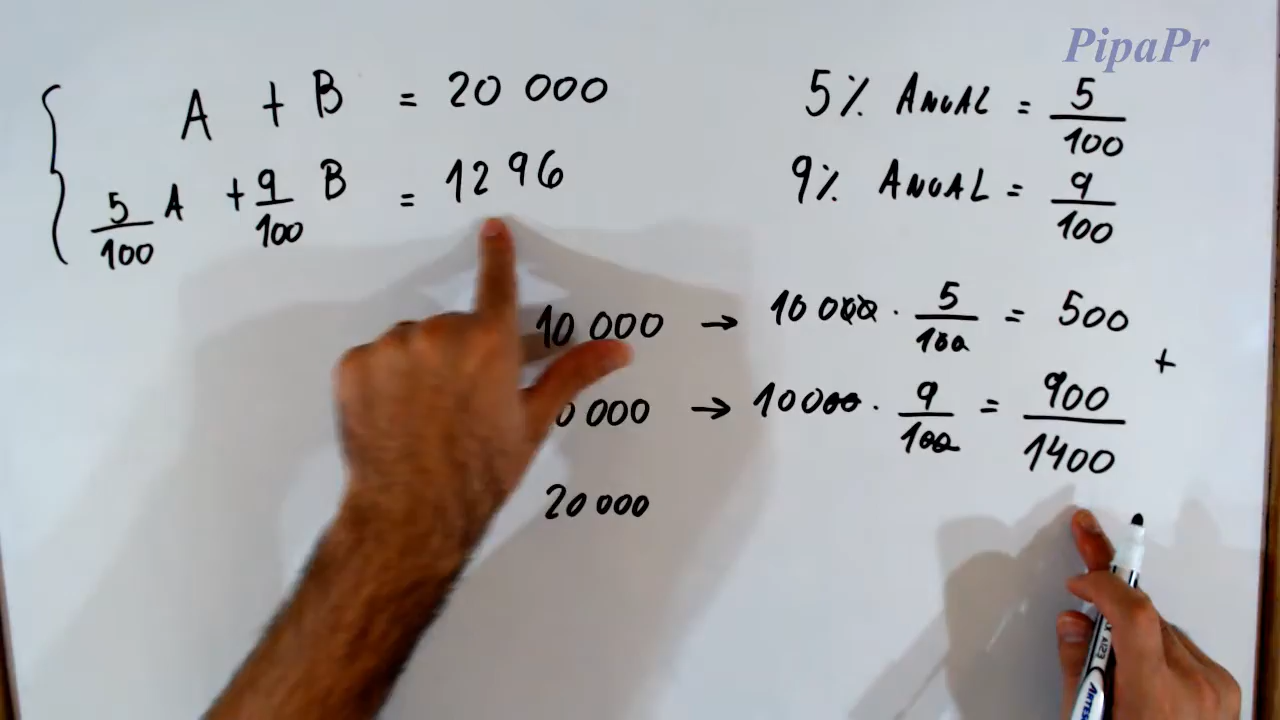 PipaPr
A + B = 20 000
5/100 A + 9/100 B = 1296
5% ANUAL = 5/100
9% ANUAL = 9/100
10 000 → 10 000 · 5/100 = 500
+
0 000 → 10 000 · 9/100 = 900
1400
20 000